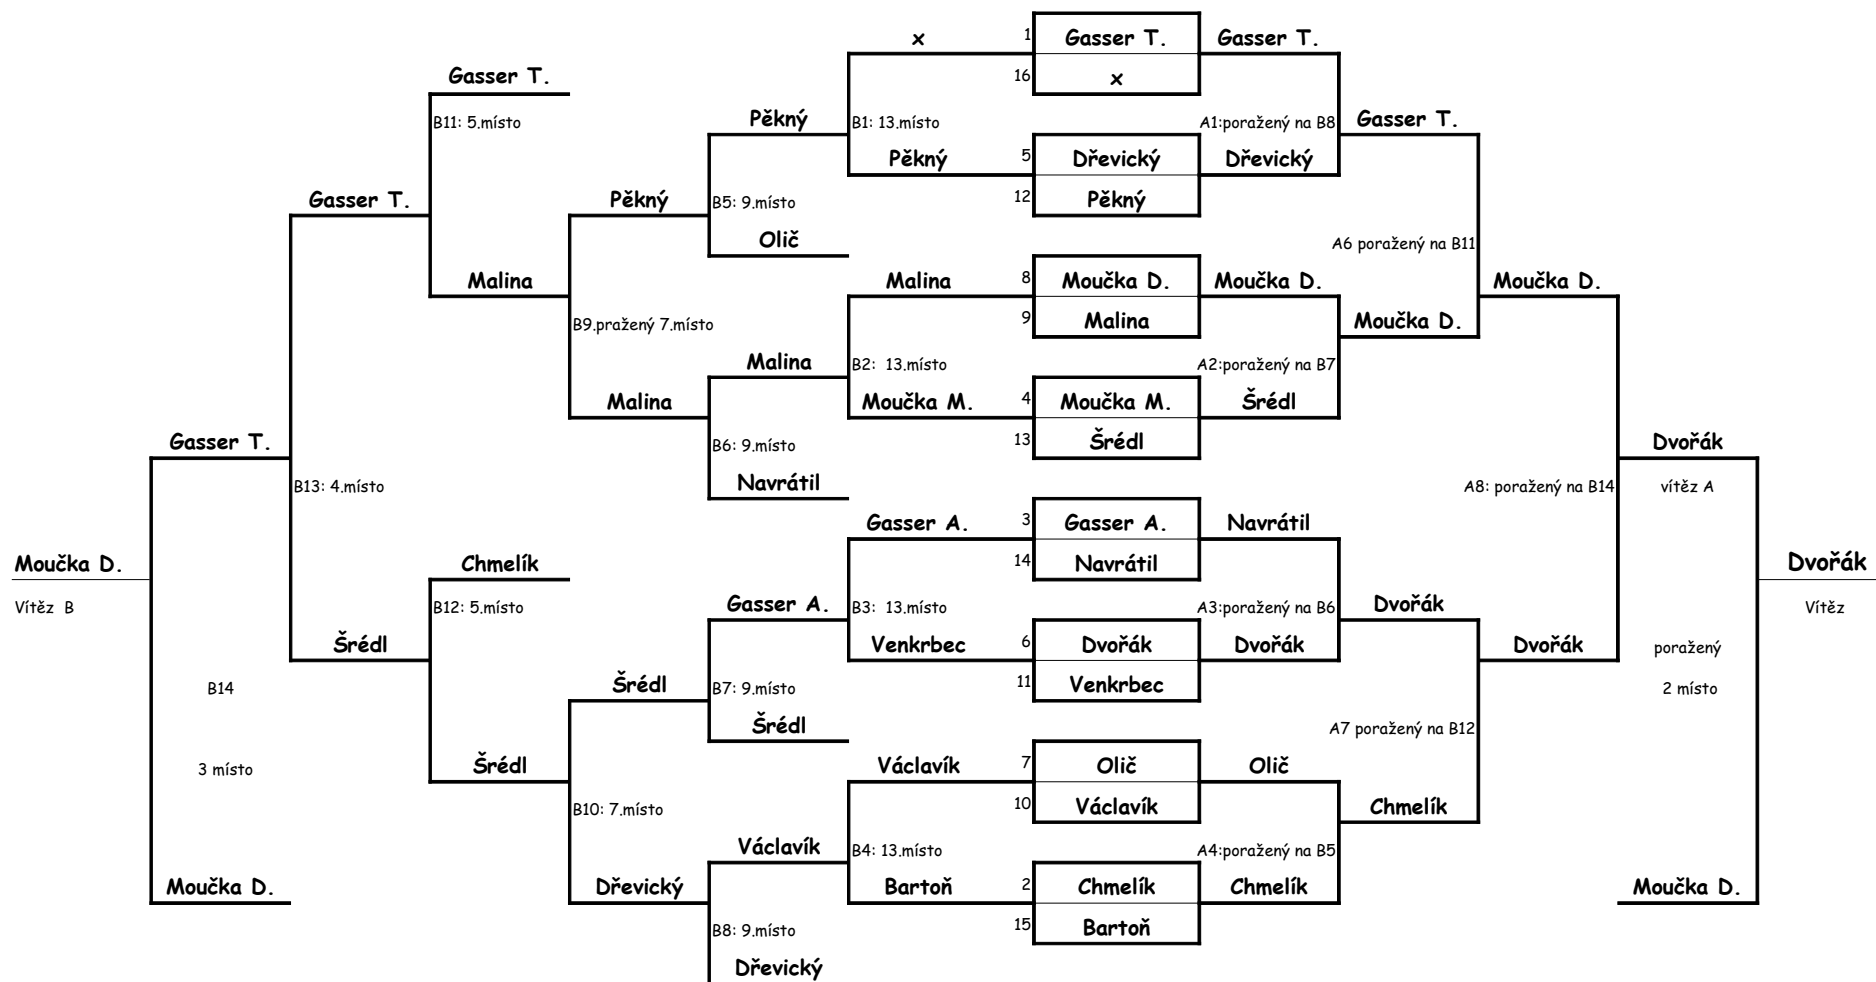 x 1 Gasser T. Gasser T.
Gasser T. 16 x
B11: 5.místo Pěkný B1: 13.místo A1:poražený na B8 Gasser T.
Pěkný 5 Dřevický Dřevický
Gasser T. Pěkný B5: 9.místo 12 Pěkný
Olič A6 poražený na B11
Malina Malina 8 Moučka D. Moučka D. Moučka D.
B9.pražený 7.místo 9 Malina Moučka D.
Malina B2: 13.místo A2:poražený na B7
Malina Moučka M. 4 Moučka M. Šrédl
Gasser T. B6: 9.místo 13 Šrédl Dvořák
B13: 4.místo Navrátil A8: poražený na B14 vítěz A
Gasser A. 3 Gasser A. Navrátil
Moučka D. Chmelík 14 Navrátil Dvořák
Vítěz B B12: 5.místo Gasser A. B3: 13.místo A3:poražený na B6 Dvořák Vítěz
Šrédl Venkrbec 6 Dvořák Dvořák Dvořák poražený
B14 Šrédl B7: 9.místo 11 Venkrbec 2 místo
Šrédl A7 poražený na B12
3 místo Šrédl Václavík 7 Olič Olič
B10: 7.místo 10 Václavík Chmelík
Václavík B4: 13.místo A4:poražený na B5
Moučka D. Dřevický Bartoň 2 Chmelík Chmelík Moučka D.
B8: 9.místo 15 Bartoň
Dřevický